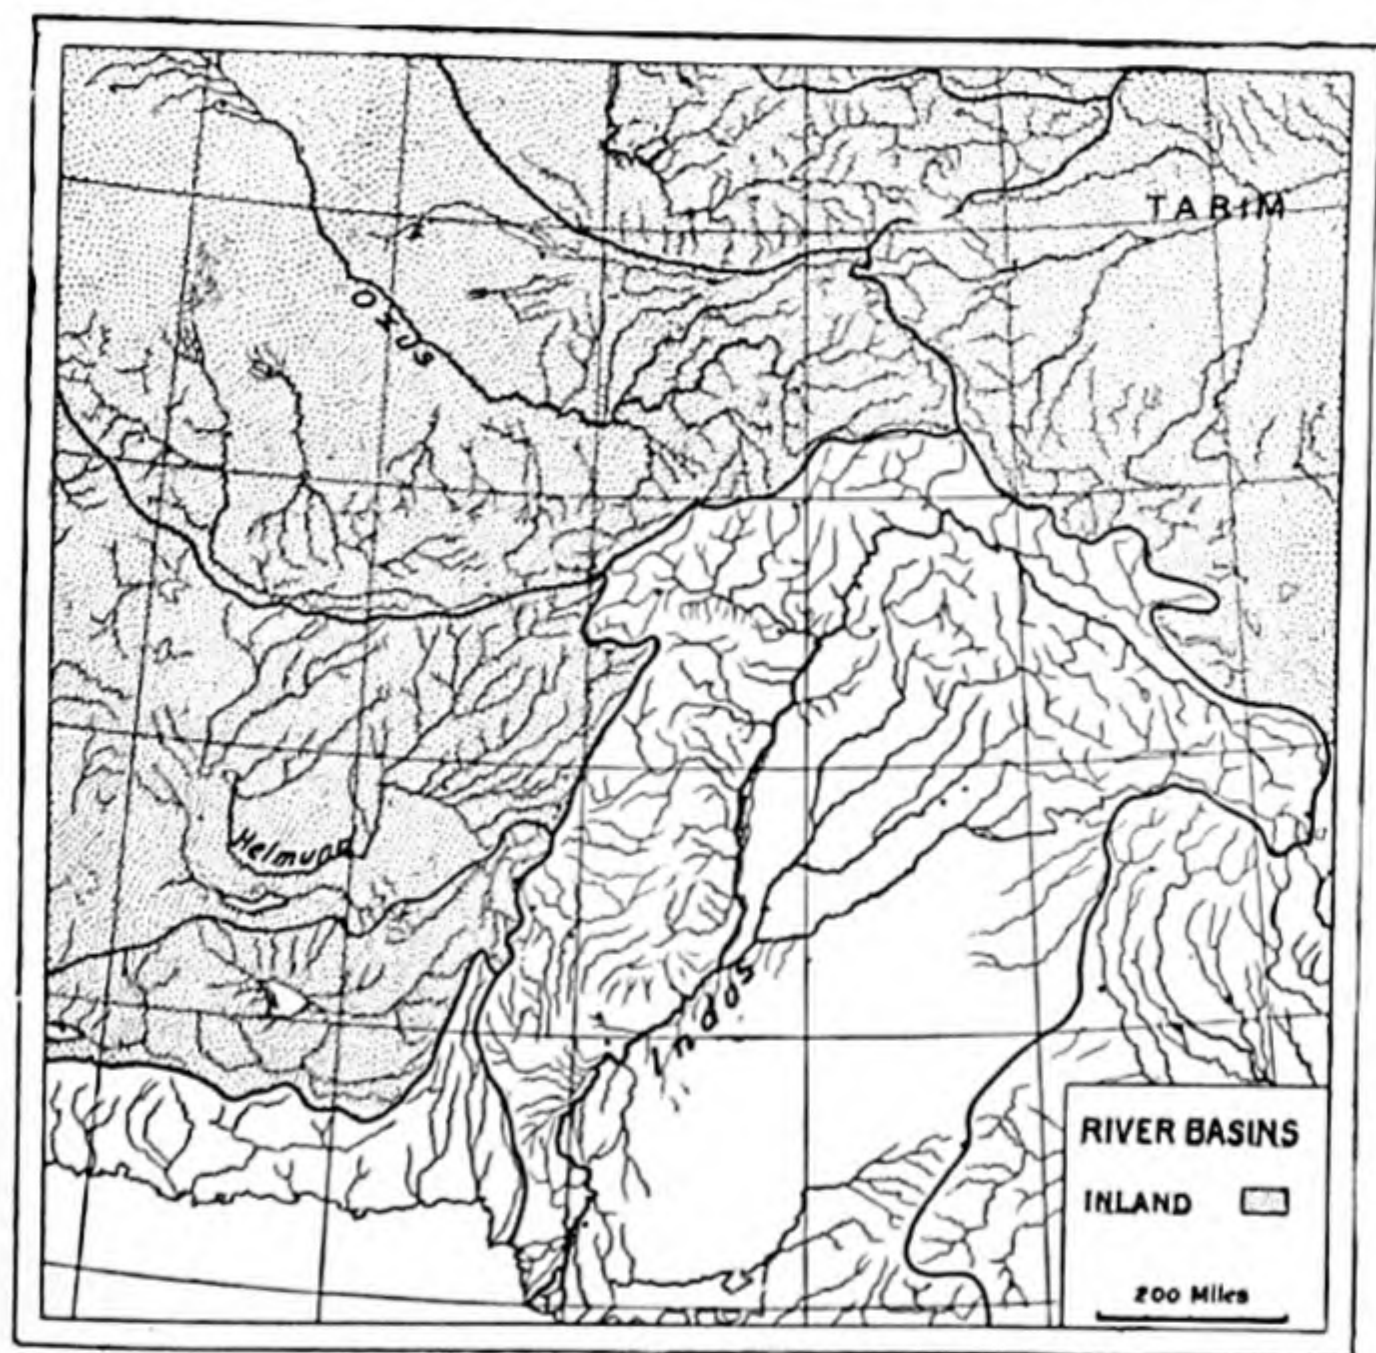 TARIM
OXUS
Helmund
Indus
RIVER BASINS
INLAND
200 Miles